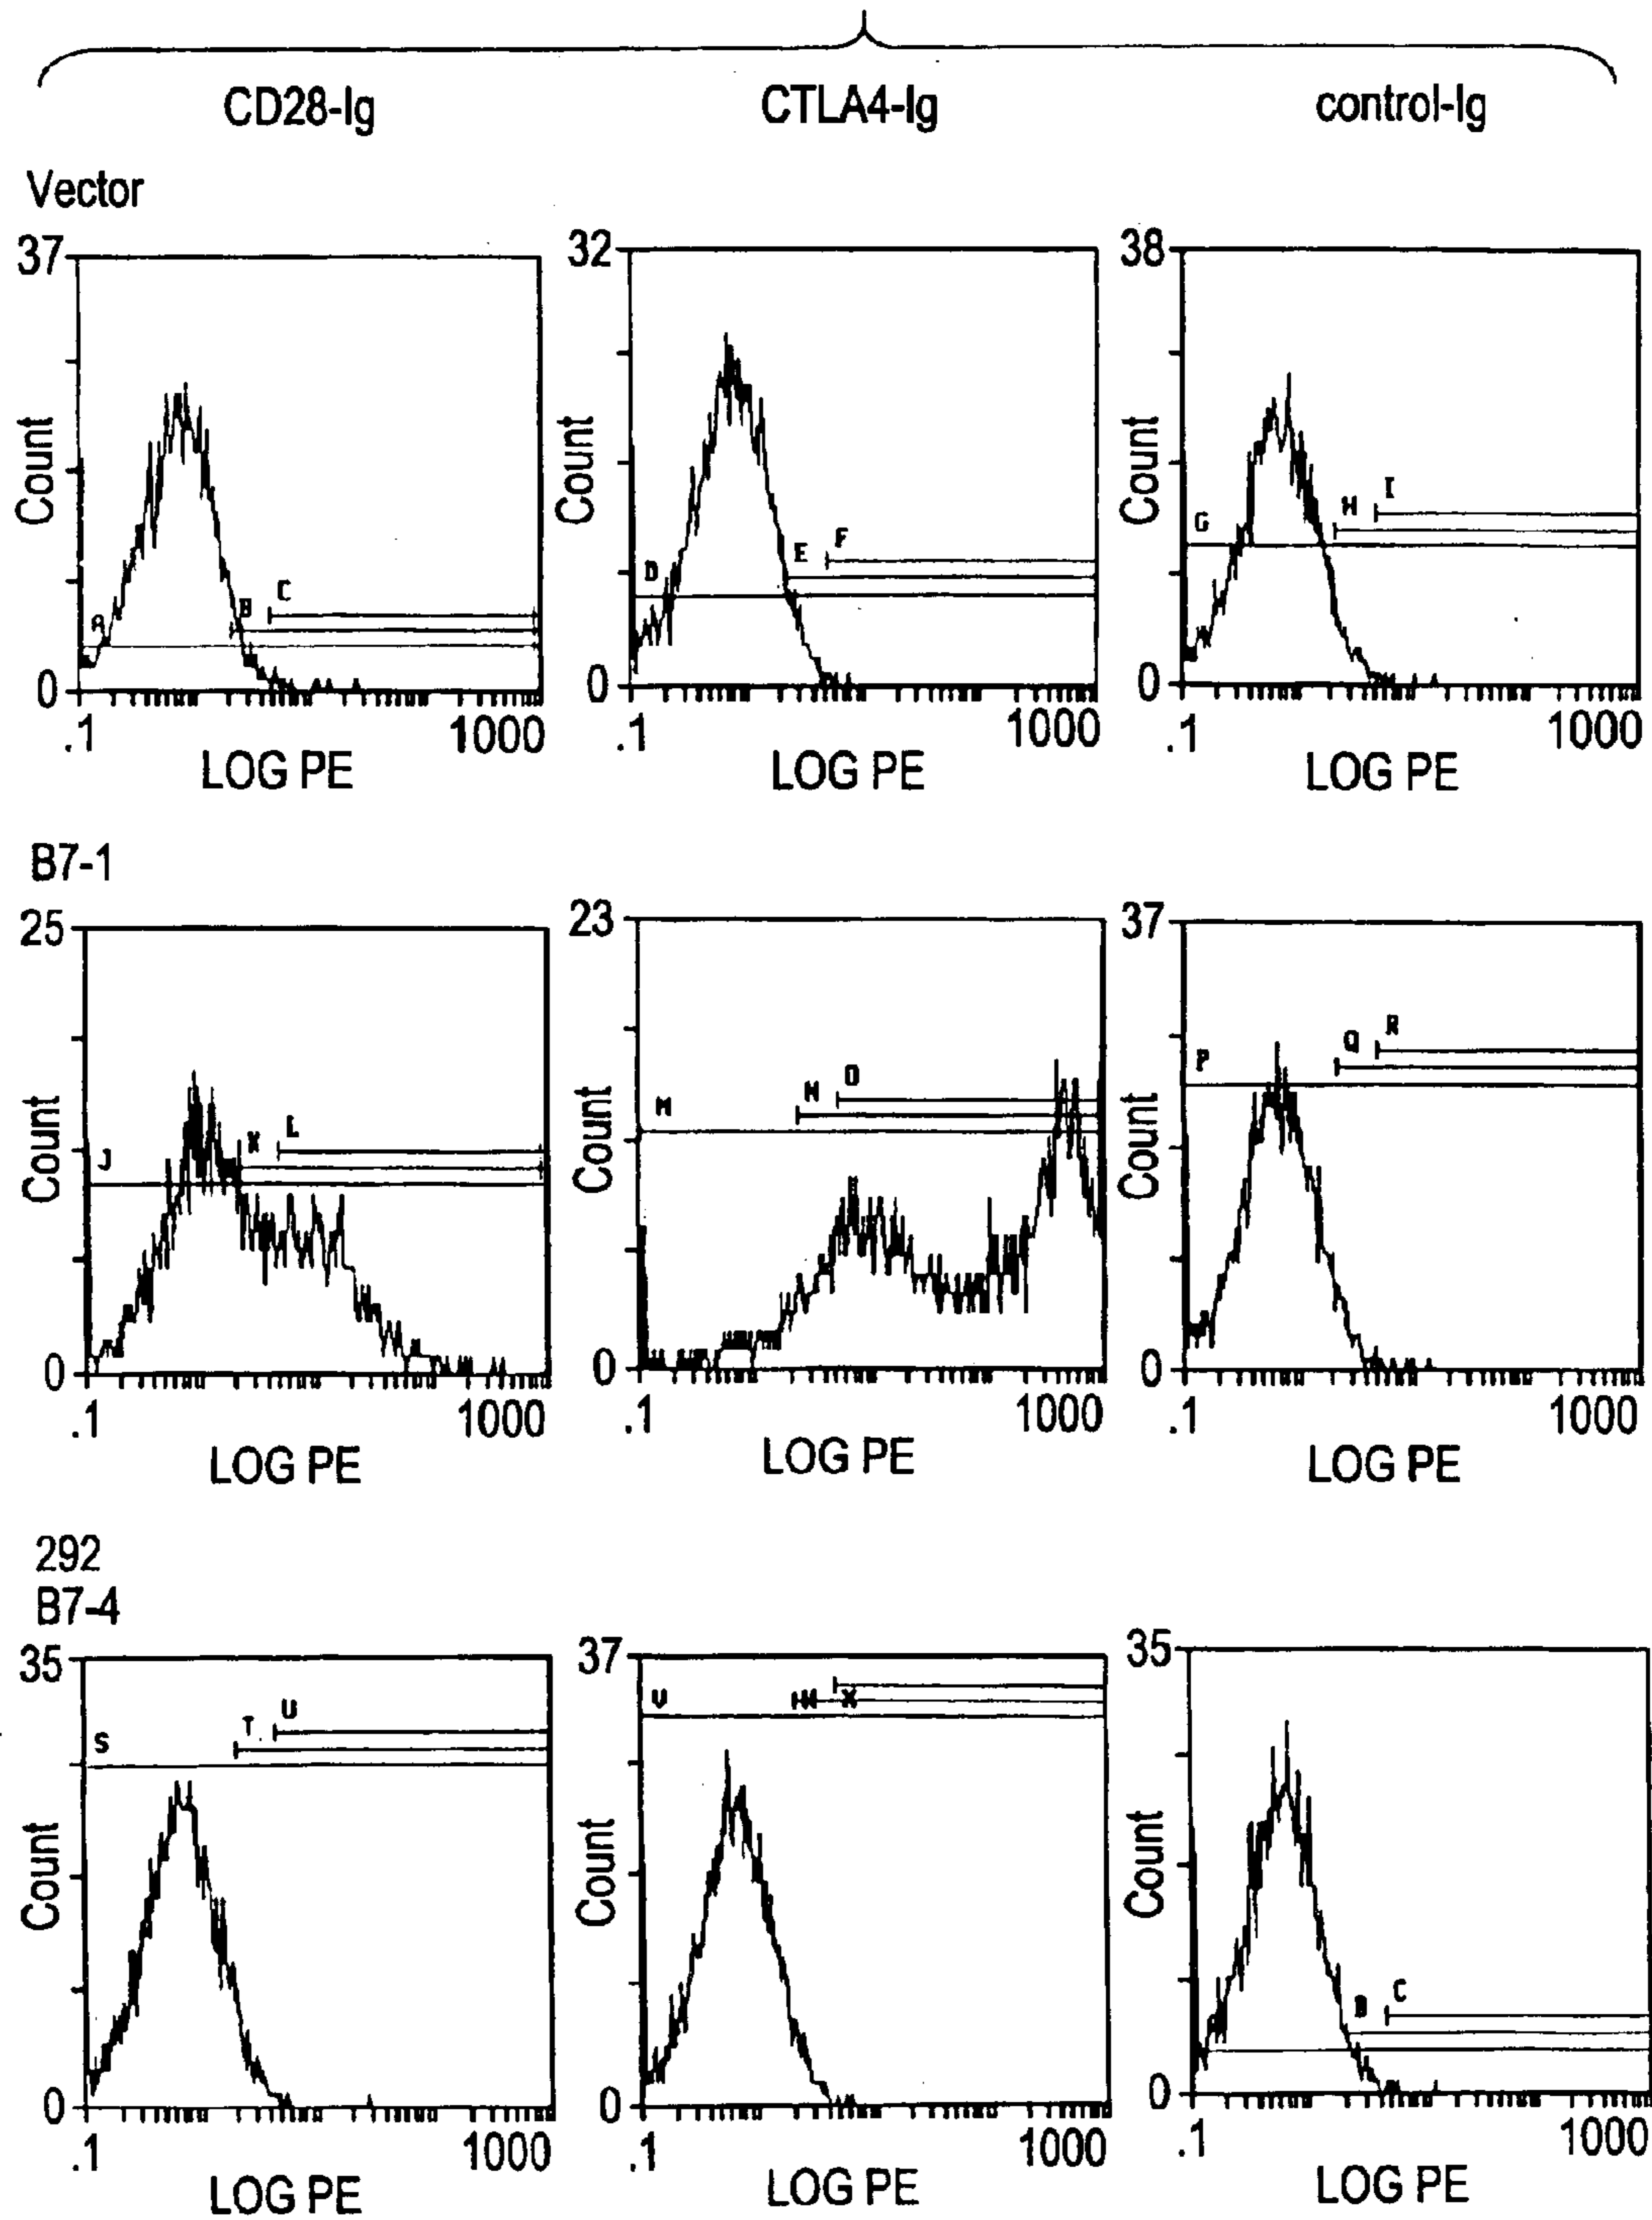 CD28-Ig CTLA4-Ig control-Ig
Vector
37 32 38
Count Count Count
A B C D E F G H I
0 0 0
.1 1000 .1 1000 .1 1000
LOG PE LOG PE LOG PE
B7-1
25 23 37
Count Count Count
J K L M N O P Q R
0 0 0
.1 1000 .1 1000 .1 1000
LOG PE LOG PE LOG PE
292
B7-4
35 37 35
Count Count Count
S T U V W X B C
0 0 0
.1 1000 .1 1000 .1 1000
LOG PE LOG PE LOG PE